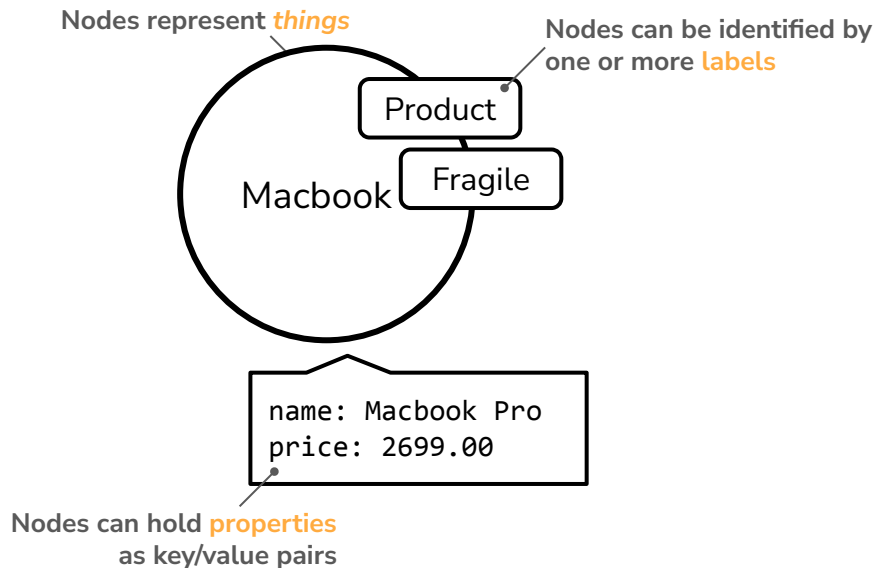 Nodes represent things
Nodes can be identified by
one or more labels
Product
Fragile
Macbook
name: Macbook Pro
price: 2699.00
Nodes can hold properties
as key/value pairs